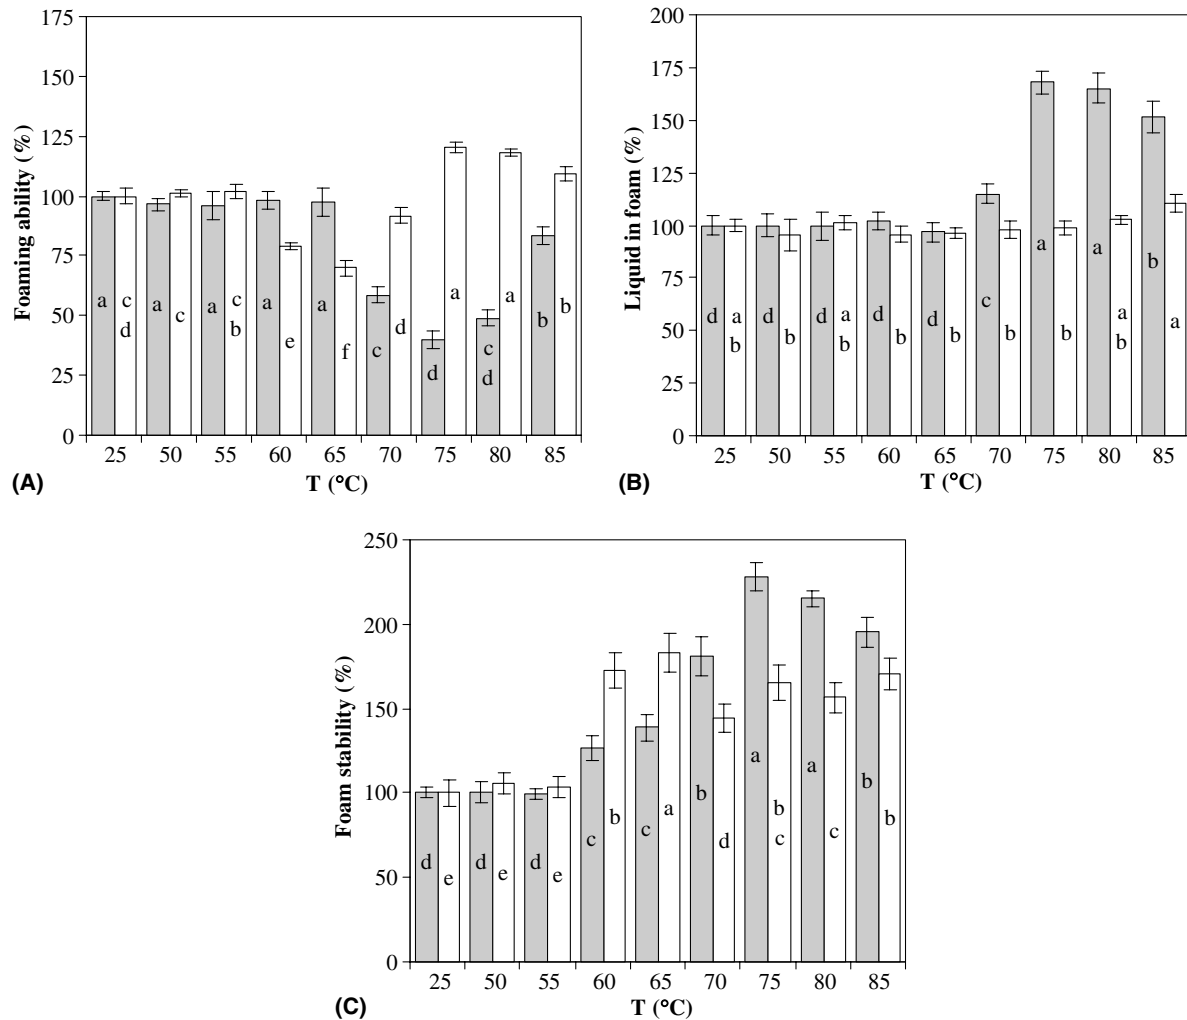 175
150
125
100
75
50
25
0
Foaming ability (%)
a c d a c a c b a e a f c d d a c d a b b
25 50 55 60 65 70 75 80 85
(A)
T (°C)
200
175
150
125
100
75
50
25
0
Liquid in foam (%)
d a b d b d a b d b d b c b a b a a b b a
25 50 55 60 65 70 75 80 85
(B)
T (°C)
250
200
150
100
50
0
Foam stability (%)
d e d e d e c b c a b d a b c a c b b
25 50 55 60 65 70 75 80 85
(C)
T (°C)